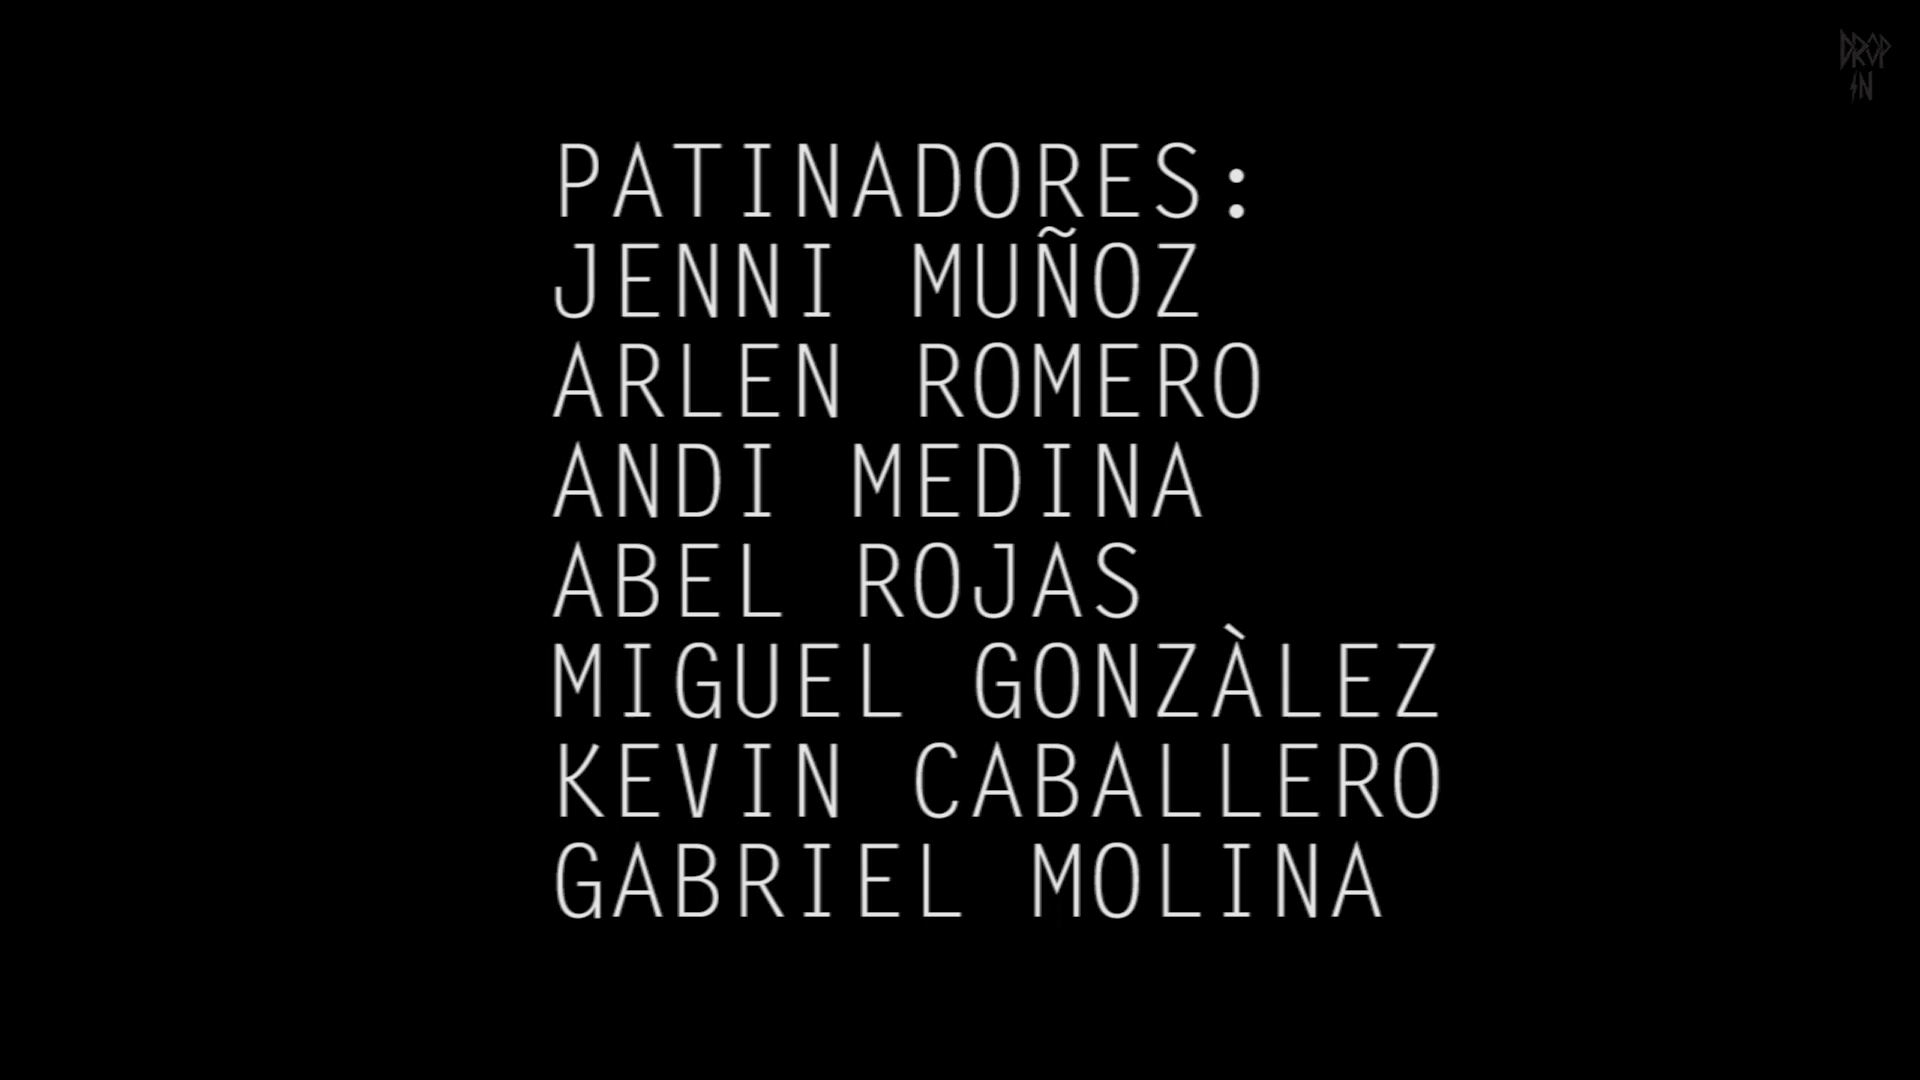 DROP
IN
PATINADORES:
JENNI MUÑOZ
ARLEN ROMERO
ANDI MEDINA
ABEL ROJAS
MIGUEL GONZÀLEZ
KEVIN CABALLERO
GABRIEL MOLINA